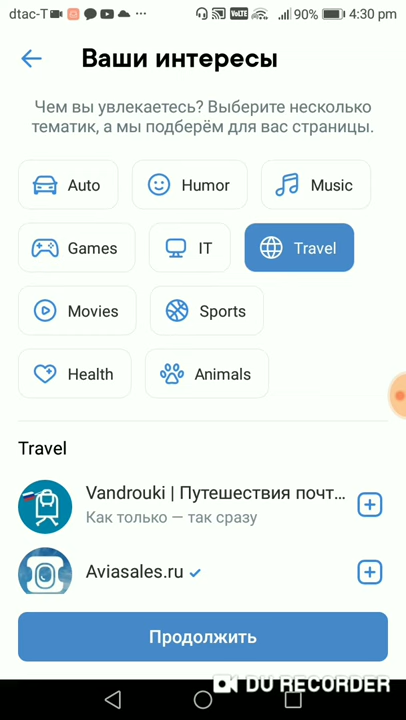 dtac-T VoLTE 90% 4:30 pm
Ваши интересы
Чем вы увлекаетесь? Выберите несколько
тематик, а мы подберём для вас страницы.
Auto Humor Music
Games IT Travel
Movies Sports
Health Animals
Travel
Vandrouki | Путешествия почт...
Как только — так сразу
Aviasales.ru
Продолжить
DU RECORDER